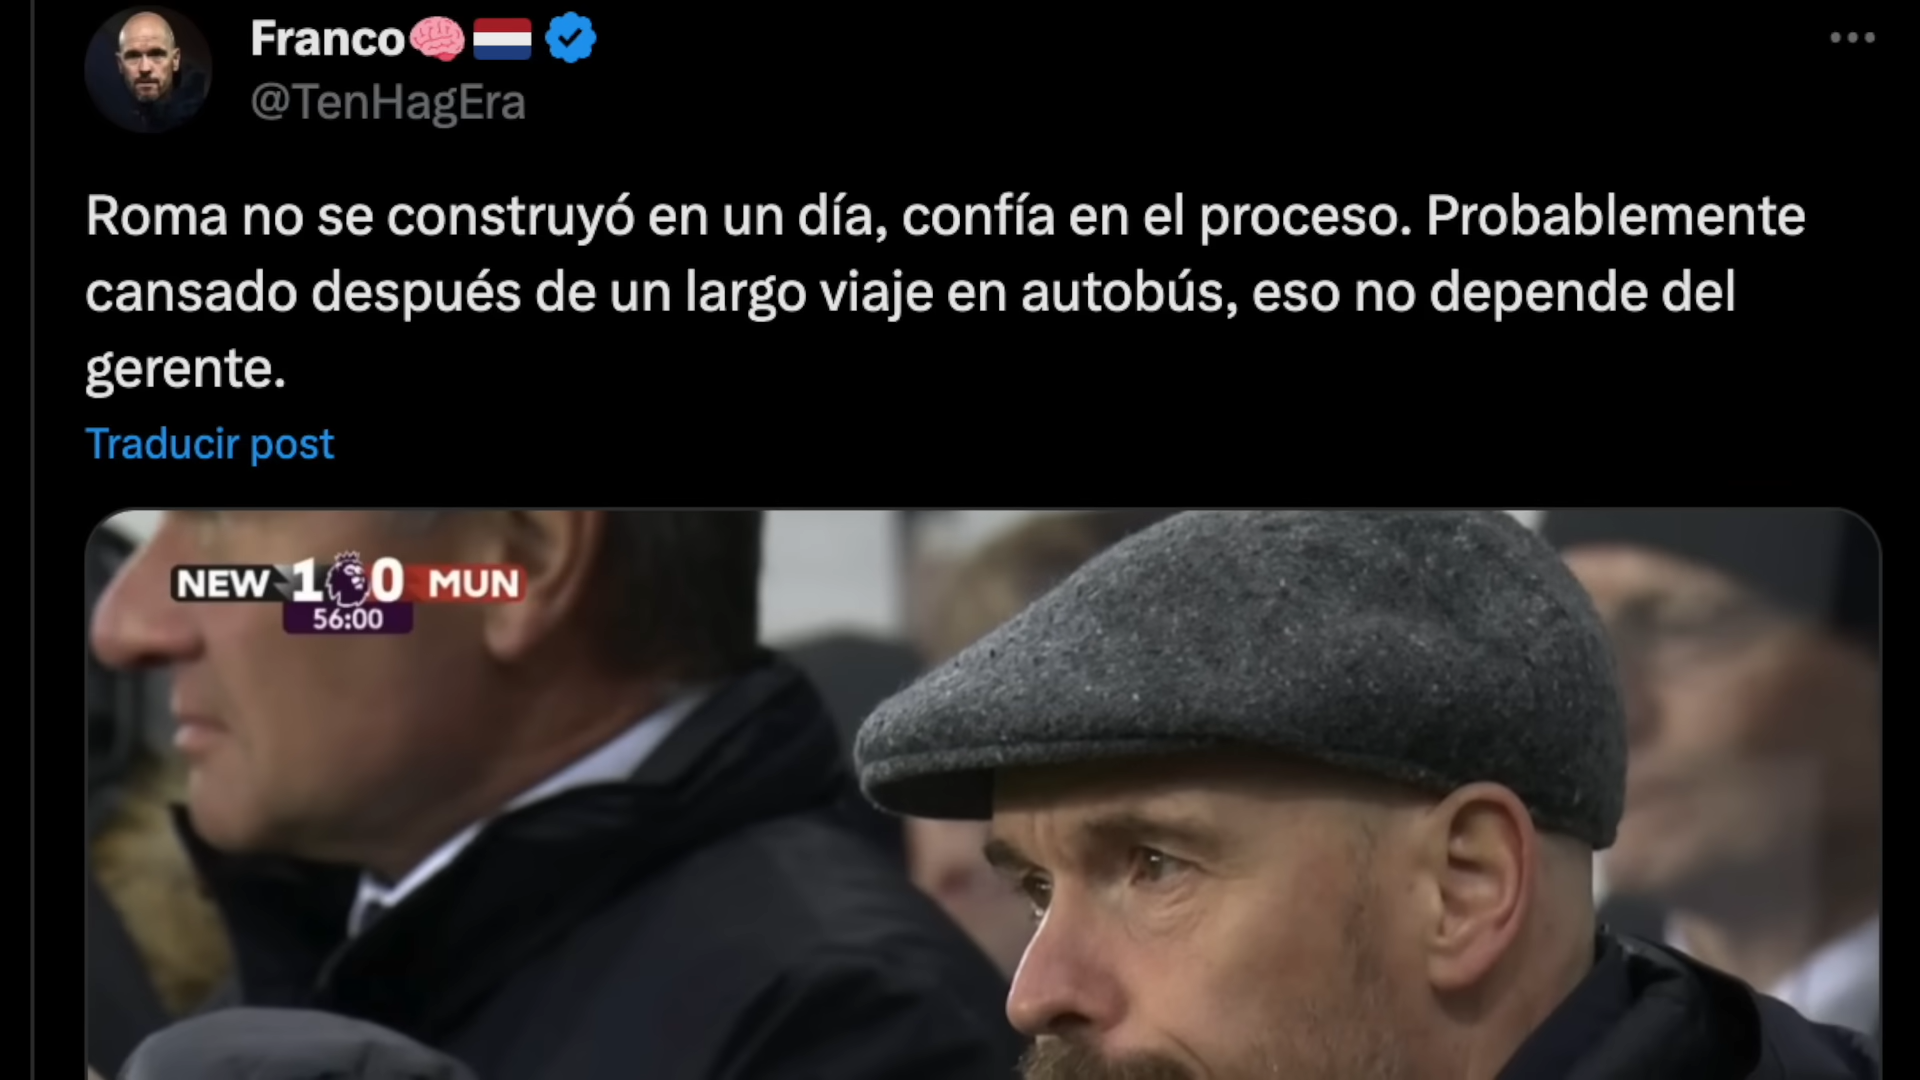 Franco
@TenHagEra
Roma no se construyó en un día, confía en el proceso. Probablemente
cansado después de un largo viaje en autobús, eso no depende del
gerente.
Traducir post
NEW 1 0 MUN
56:00